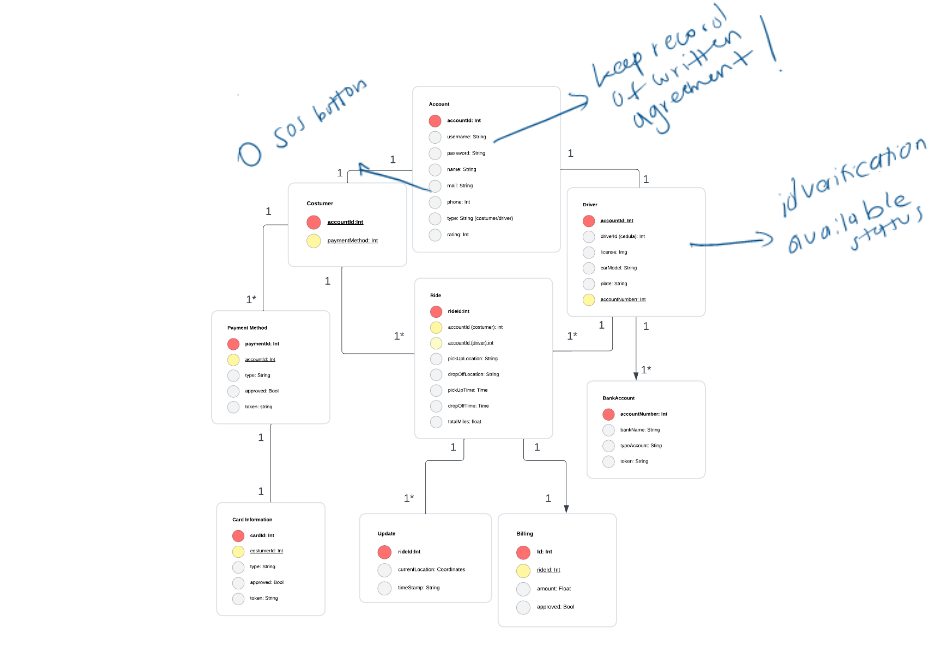 keep record
of written
agreement!
O SOS button
idverification
available
status
Account
accountId: Int
username: String
password: String
name: String
mail: String
phone: Int
type: String (costumer/driver)
rating: Int
1
1
1
1
Costumer
accountId:Int
paymentMethod: Int
Driver
accountId: Int
driverId (cedula): Int
license: Img
carModel: String
plate: String
accountNumber: Int
1
1
1*
1*
1*
1
1
1*
Ride
rideId:Int
accountId (costumer): Int
accountId(driver):Int
pickUpLocation: String
dropOffLocation: String
pickUpTime: Time
dropOffTime: Time
totalMiles: float
Payment Method
paymentId: Int
accountId: Int
type: String
approved: Bool
token: String
BankAccount
accountNumber: Int
bankName: String
typeAccount: String
token: String
1
1
1
1
1*
1
Card Information
cardId: Int
costumerId: Int
type: String
approved: Bool
token: String
Update
rideId:Int
currentLocation: Coordinates
timeStamp: String
Billing
Id: Int
rideId: Int
amount: Float
approved: Bool